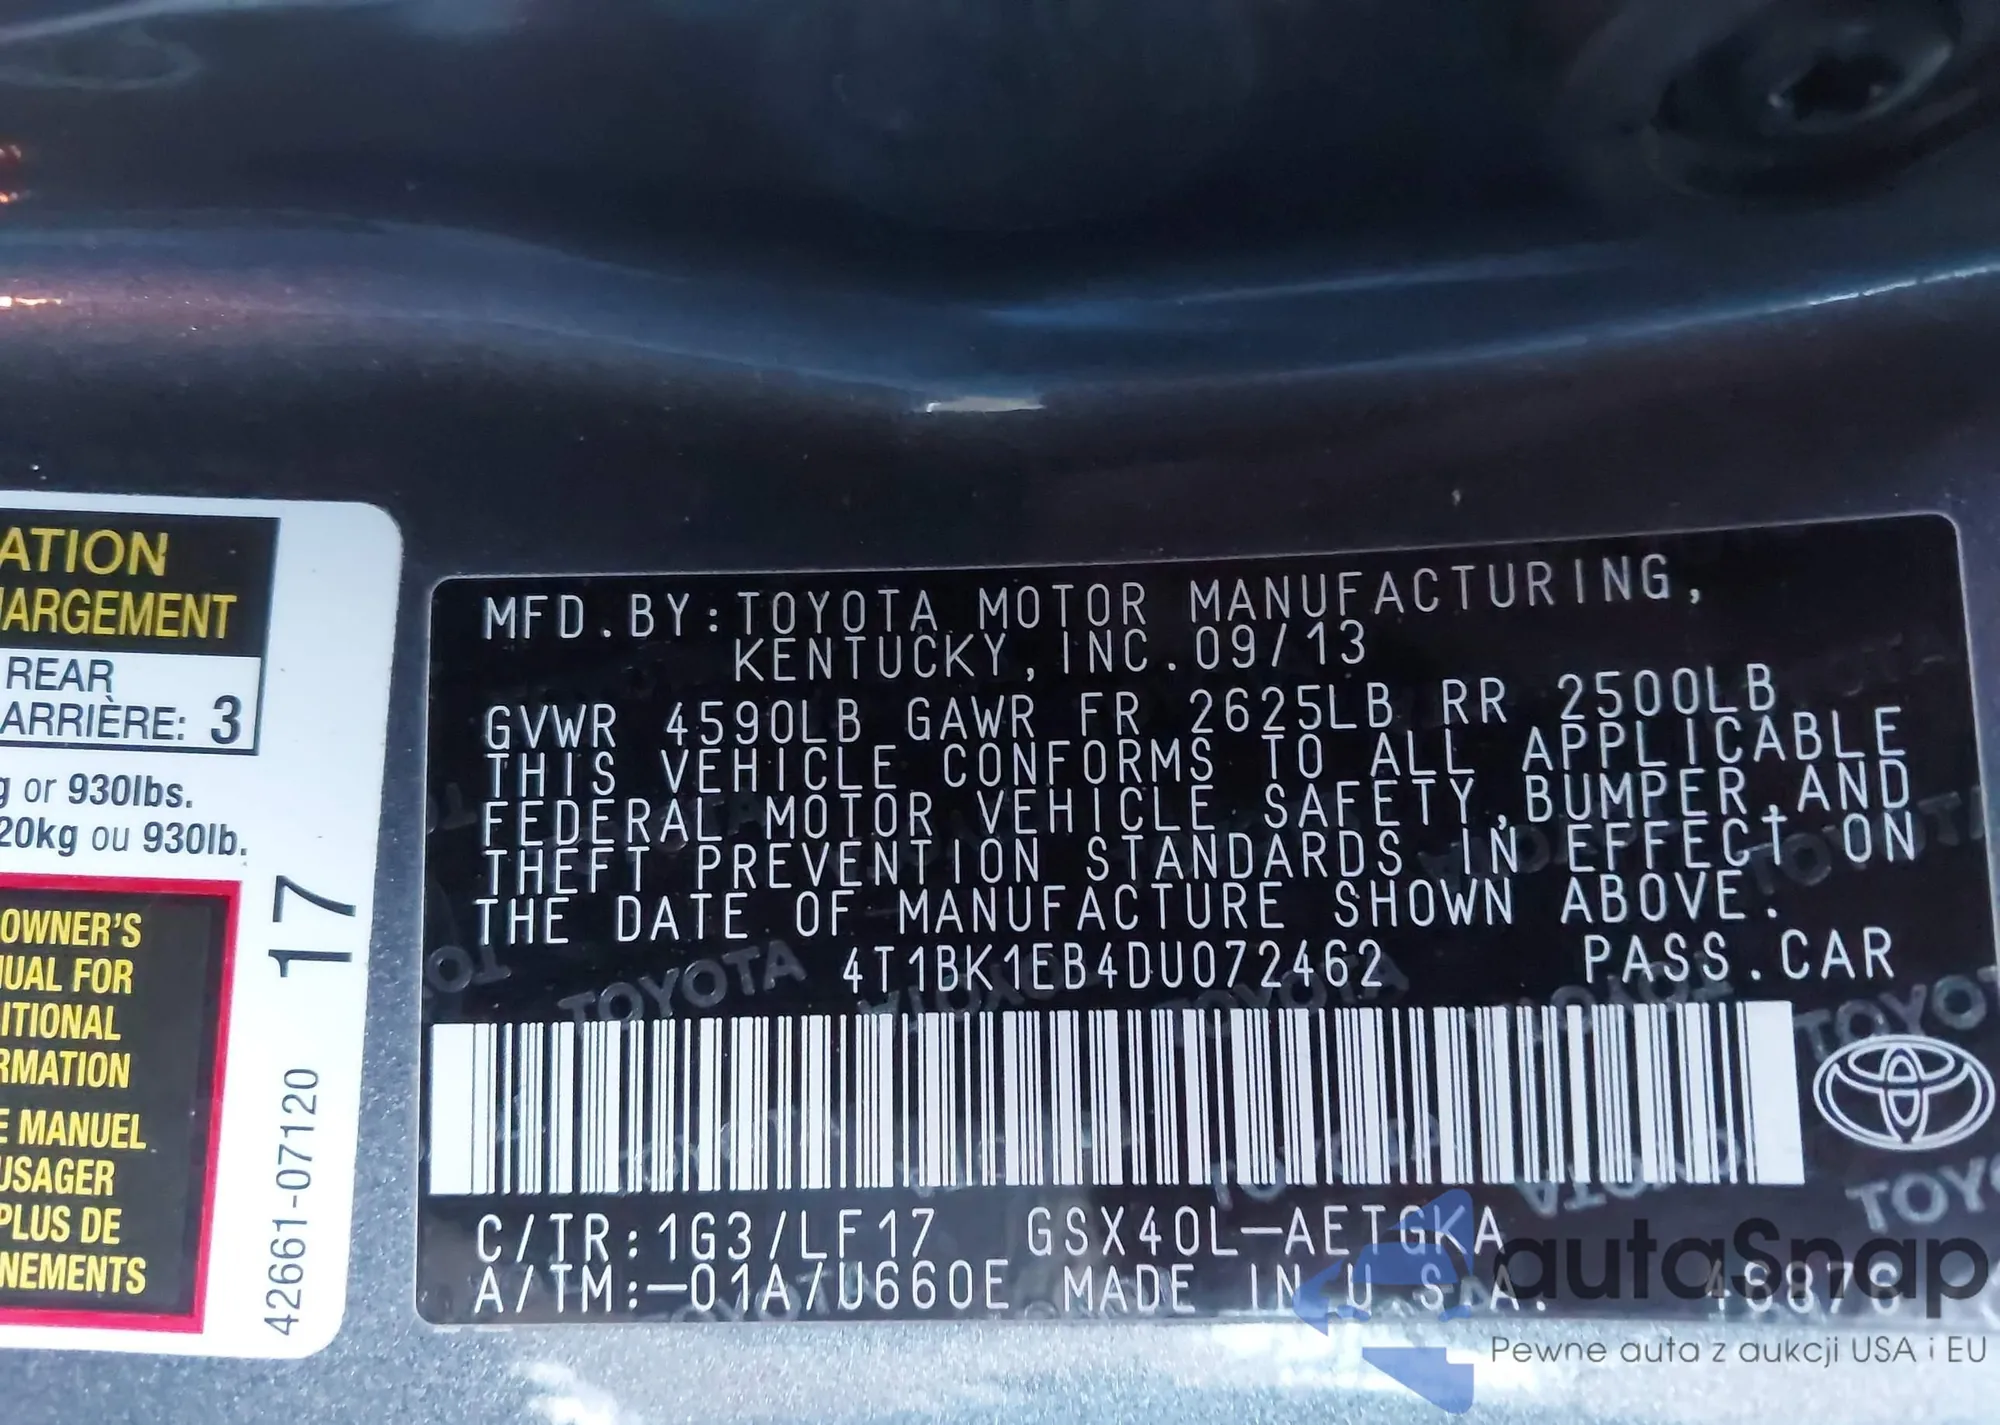 ATION
ARGEMENT
REAR
ARRIÈRE: 3
g or 930lbs.
20kg ou 930lb.
OWNER'S
UAL FOR
ITIONAL
RMATION
E MANUEL
USAGER
PLUS DE
NEMENTS
42661-07120 17
MFD.BY:TOYOTA MOTOR MANUFACTURING,
KENTUCKY,INC.09/13
GVWR 4590LB GAWR FR 2625LB RR 2500LB
THIS VEHICLE CONFORMS TO ALL APPLICABLE
FEDERAL MOTOR VEHICLE SAFETY,BUMPER,AND
THEFT PREVENTION STANDARDS IN EFFECT ON
THE DATE OF MANUFACTURE SHOWN ABOVE.
4T1BK1EB4DU072462 PASS.CAR
C/TR:1G3/LF17 GSX40L-AETGKA
A/TM:-01A/U660E MADE IN U.S.A.
TOYOTA
autoSnap
Pewne auta z aukcji USA i EU